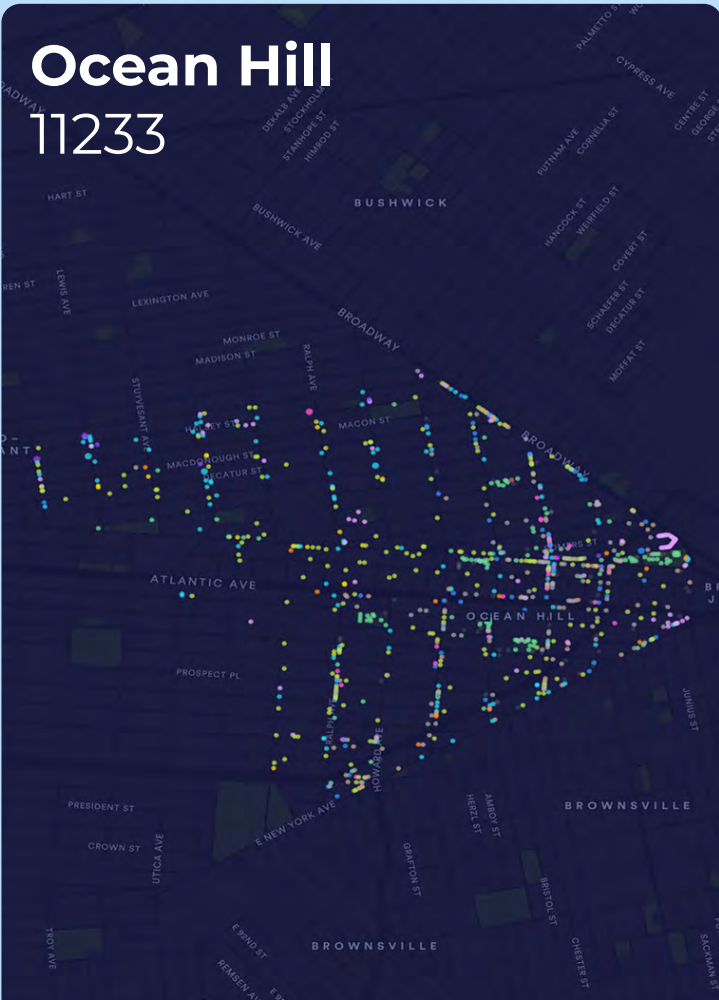 Ocean Hill
11233
PALMETTO ST
CYPRESS AVE
CENTRE ST
GEORGE
DEKALB AVE
STOCKHOLM
STANHOPE ST
HIMROD ST
PUTNAM AVE
CORNELIA ST
HART ST
BUSHWICK
BUSHWICK AVE
HANCOCK ST
WEIRFIELD ST
COVERT ST
LEWIS AVE
REN ST
LEXINGTON AVE
SCHAEFER ST
DECATUR ST
BROADWAY
MONROE ST
MADISON ST
MOFFAT ST
RALPH AVE
STUYVESANT AVE
MACON ST
BROADWAY
MACDONOUGH ST
DECATUR ST
ATLANTIC AVE
OCEAN HILL
PROSPECT PL
JUNIUS ST
RALPH AVE
HOWARD AVE
PRESIDENT ST
CROWN ST
UTICA AVE
E NEW YORK AVE
HERZL ST
AMBOY ST
BROWNSVILLE
GRAFTON ST
BRISTOL ST
TROY AVE
E 92ND ST
BROWNSVILLE
CHESTER ST
SACKMAN ST
REMSEN AV